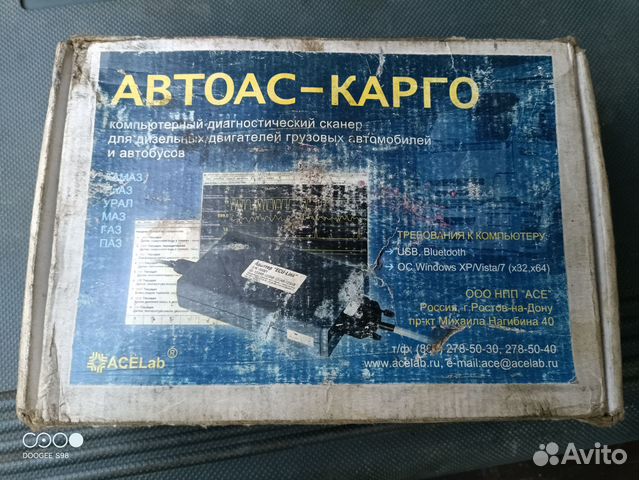 АВТОАС-КАРГО
компьютерный диагностический сканер
для дизельных двигателей грузовых автомобилей
и автобусов
КАМАЗ
УРАЛ
МАЗ
ГАЗ
ПАЗ
ТРЕБОВАНИЯ К КОМПЬЮТЕРУ
USB, Bluetooth
ОС Windows XP/Vista/7 (x32,x64)
ООО НПП "АСЕ"
Россия, г.Ростов-на-Дону
пр-кт Михаила Нагибина 40
т/фх 278-50-30, 278-50-40
www.acelab.ru, e-mail:ace@acelab.ru
ACELab ®
DOOGEE S98
Avito